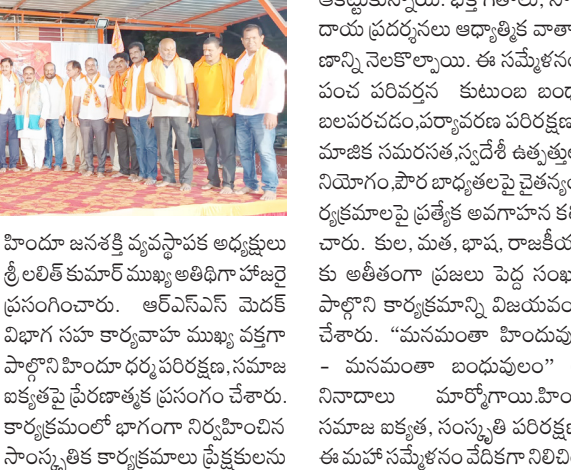 హిందూ జనశక్తి వ్యవస్థాపక అధ్యక్షులు
శ్రీ లలిత్ కుమార్ ముఖ్య అతిథిగా హాజరై
ప్రసంగించారు. ఆర్ఎస్ఎస్ మెదక్
విభాగ సహ కార్యవాహ ముఖ్య వక్తగా
పాల్గొని హిందూ ధర్మ పరిరక్షణ, సమాజ
ఐక్యతపై ప్రేరణాత్మక ప్రసంగం చేశారు.
కార్యక్రమంలో భాగంగా నిర్వహించిన
సాంస్కృతిక కార్యక్రమాలు ప్రేక్షకులను
ఆకట్టుకున్నాయి. భక్తి గీతాలు,
దాయ ప్రదర్శనలు ఆధ్యాత్మిక వాతా
ణాన్ని నెలకొల్పాయి. ఈ సమ్మేళనం
పంచ పరివర్తన కుటుంబ బంధ
బలపరచడం,పర్యావరణ పరిరక్షణ
మాజిక సమరసత,స్వదేశీ ఉత్పత్తుల
నియోగం,పౌర బాధ్యతలపై చైతన్యం
ర్యక్రమాలపై ప్రత్యేక అవగాహన
చారు. కుల, మత, భాష, రాజకీయ
కు అతీతంగా ప్రజలు పెద్ద సంఖ
పాల్గొని కార్యక్రమాన్ని విజయవం
చేశారు. “మనమంతా హిందువు
- మనమంతా బంధువులం”
నినాదాలు మార్మోగాయి.హిం
సమాజ ఐక్యత, సంస్కృతి పరిరక్షణ
ఈ మహా సమ్మేళనం వేదికగా నిలిచిం